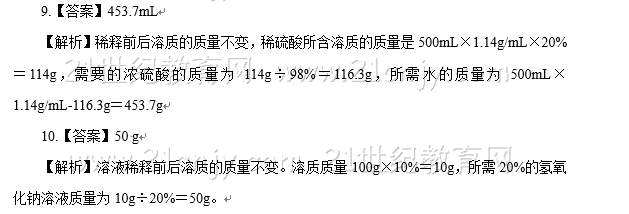 9.【答案】453.7mL
【解析】稀释前后溶质的质量不变，稀硫酸所含溶质的质量是 500mL×1.14g/mL×20%
＝114g，需要的浓硫酸的质量为 114g÷98%＝116.3g，所需水的质量为 500mL×
1.14g/mL-116.3g＝453.7g
10.【答案】50 g
【解析】溶液稀释前后溶质的质量不变。溶质质量 100g×10%＝10g，所需 20%的氢氧
化钠溶液质量为 10g÷20%＝50g。